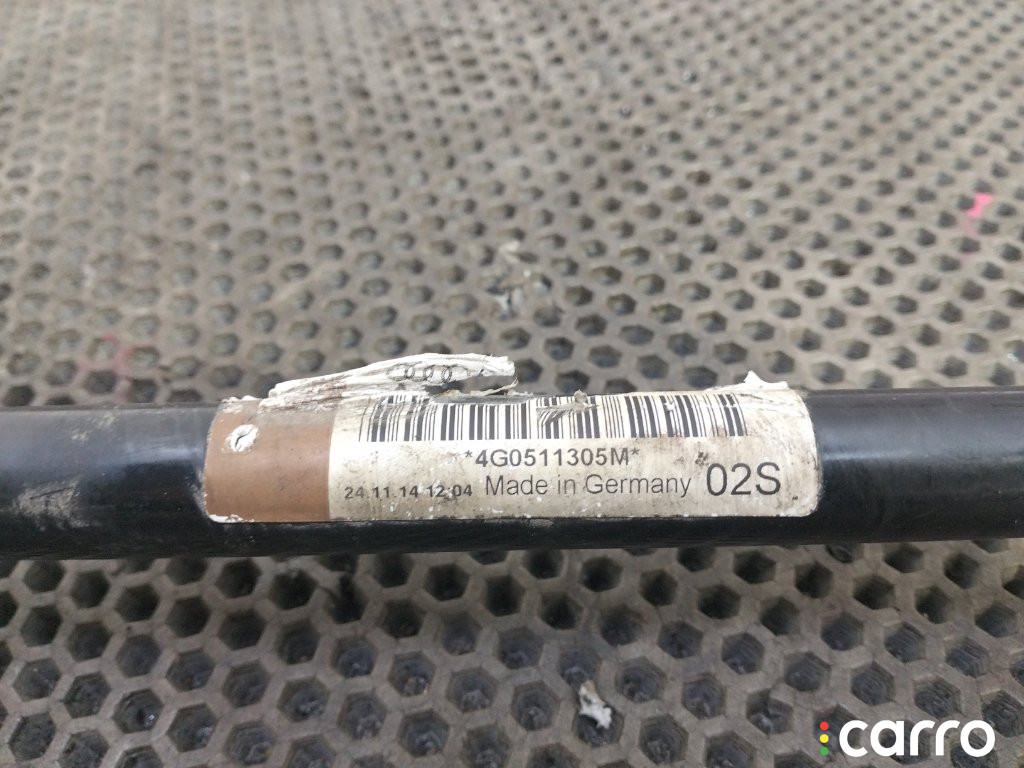 *4G0511305M*
24.11.14 12:04 Made in Germany 02S
carro